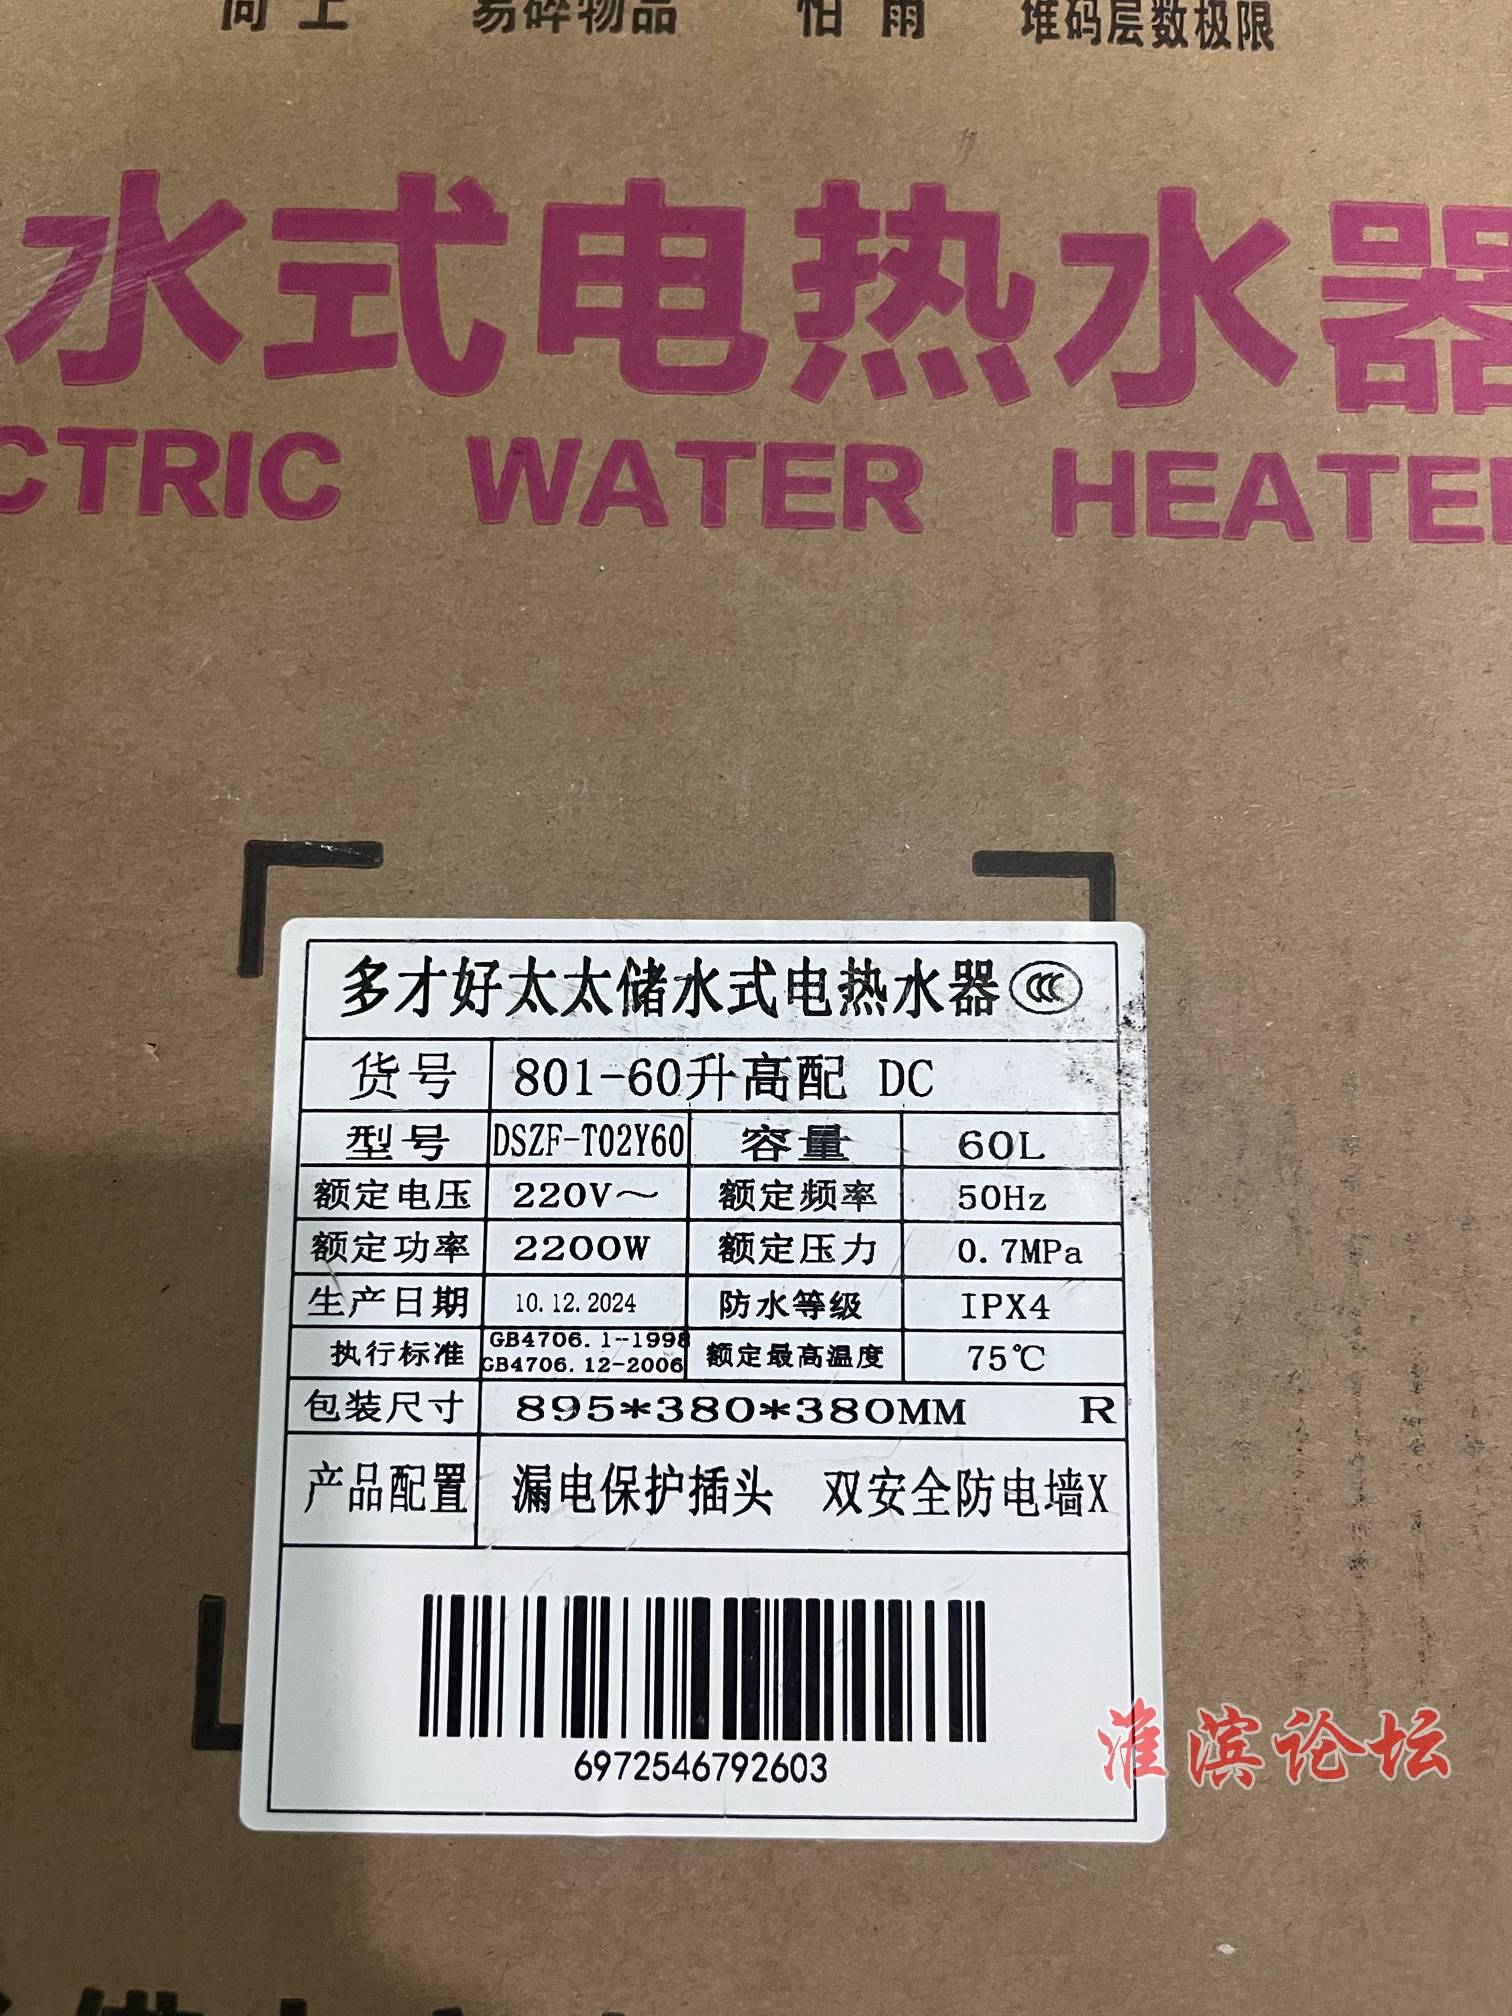 向上 易碎物品 怕雨 堆码层数极限
水式电热水器
CTRIC WATER HEATE
多才好太太储水式电热水器
货号 801-60升高配 DC
型号 DSZF-T02Y60 容量 60L
额定电压 220V～ 额定频率 50Hz
额定功率 2200W 额定压力 0.7MPa
生产日期 10.12.2024 防水等级 IPX4
执行标准 GB4706.1--1998 GB4706.12-2006 额定最高温度 75℃
包装尺寸 895*380*380MM R
产品配置 漏电保护插头 双安全防电墙X
6972546792603
淮滨论坛